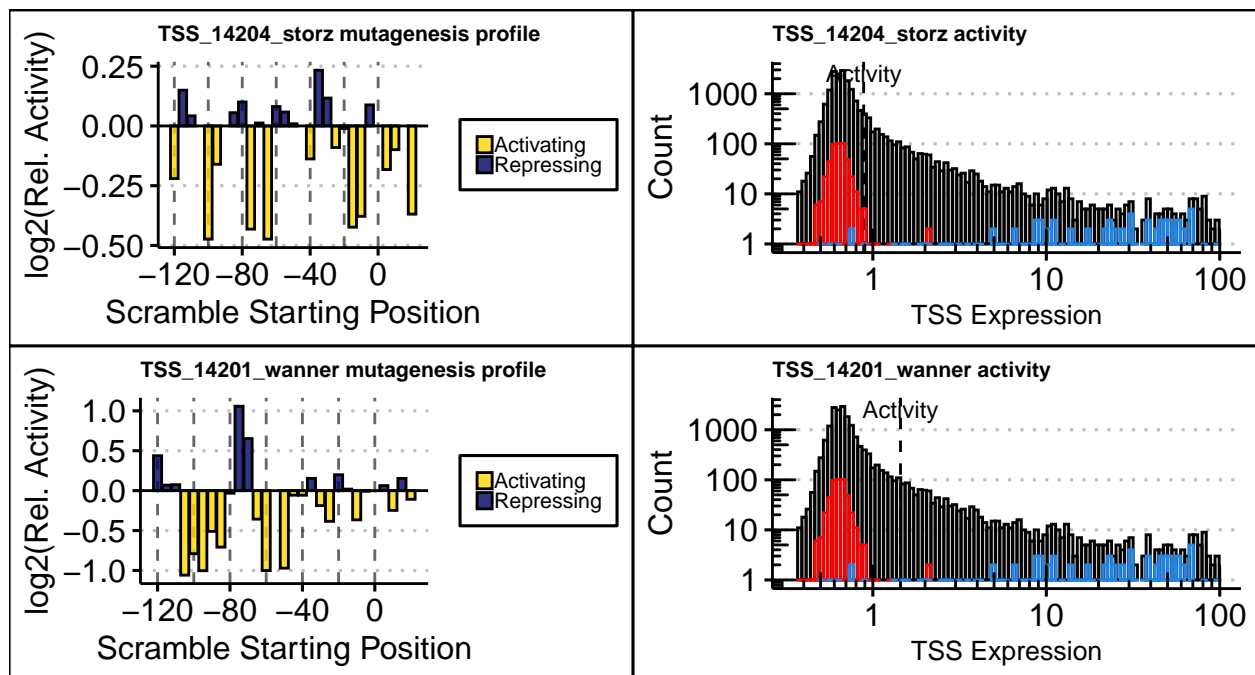 TSS_14204_storz mutagenesis profile
log2(Rel. Activity)
0.25
0.00
−0.25
−0.50
−120
−80
−40
0
Scramble Starting Position
Activating
Repressing
TSS_14204_storz activity
Activity
Count
1000
100
10
1
1
10
100
TSS Expression
TSS_14201_wanner mutagenesis profile
log2(Rel. Activity)
1.0
0.5
0.0
−0.5
−1.0
−120
−80
−40
0
Scramble Starting Position
Activating
Repressing
TSS_14201_wanner activity
Activity
Count
1000
100
10
1
1
10
100
TSS Expression